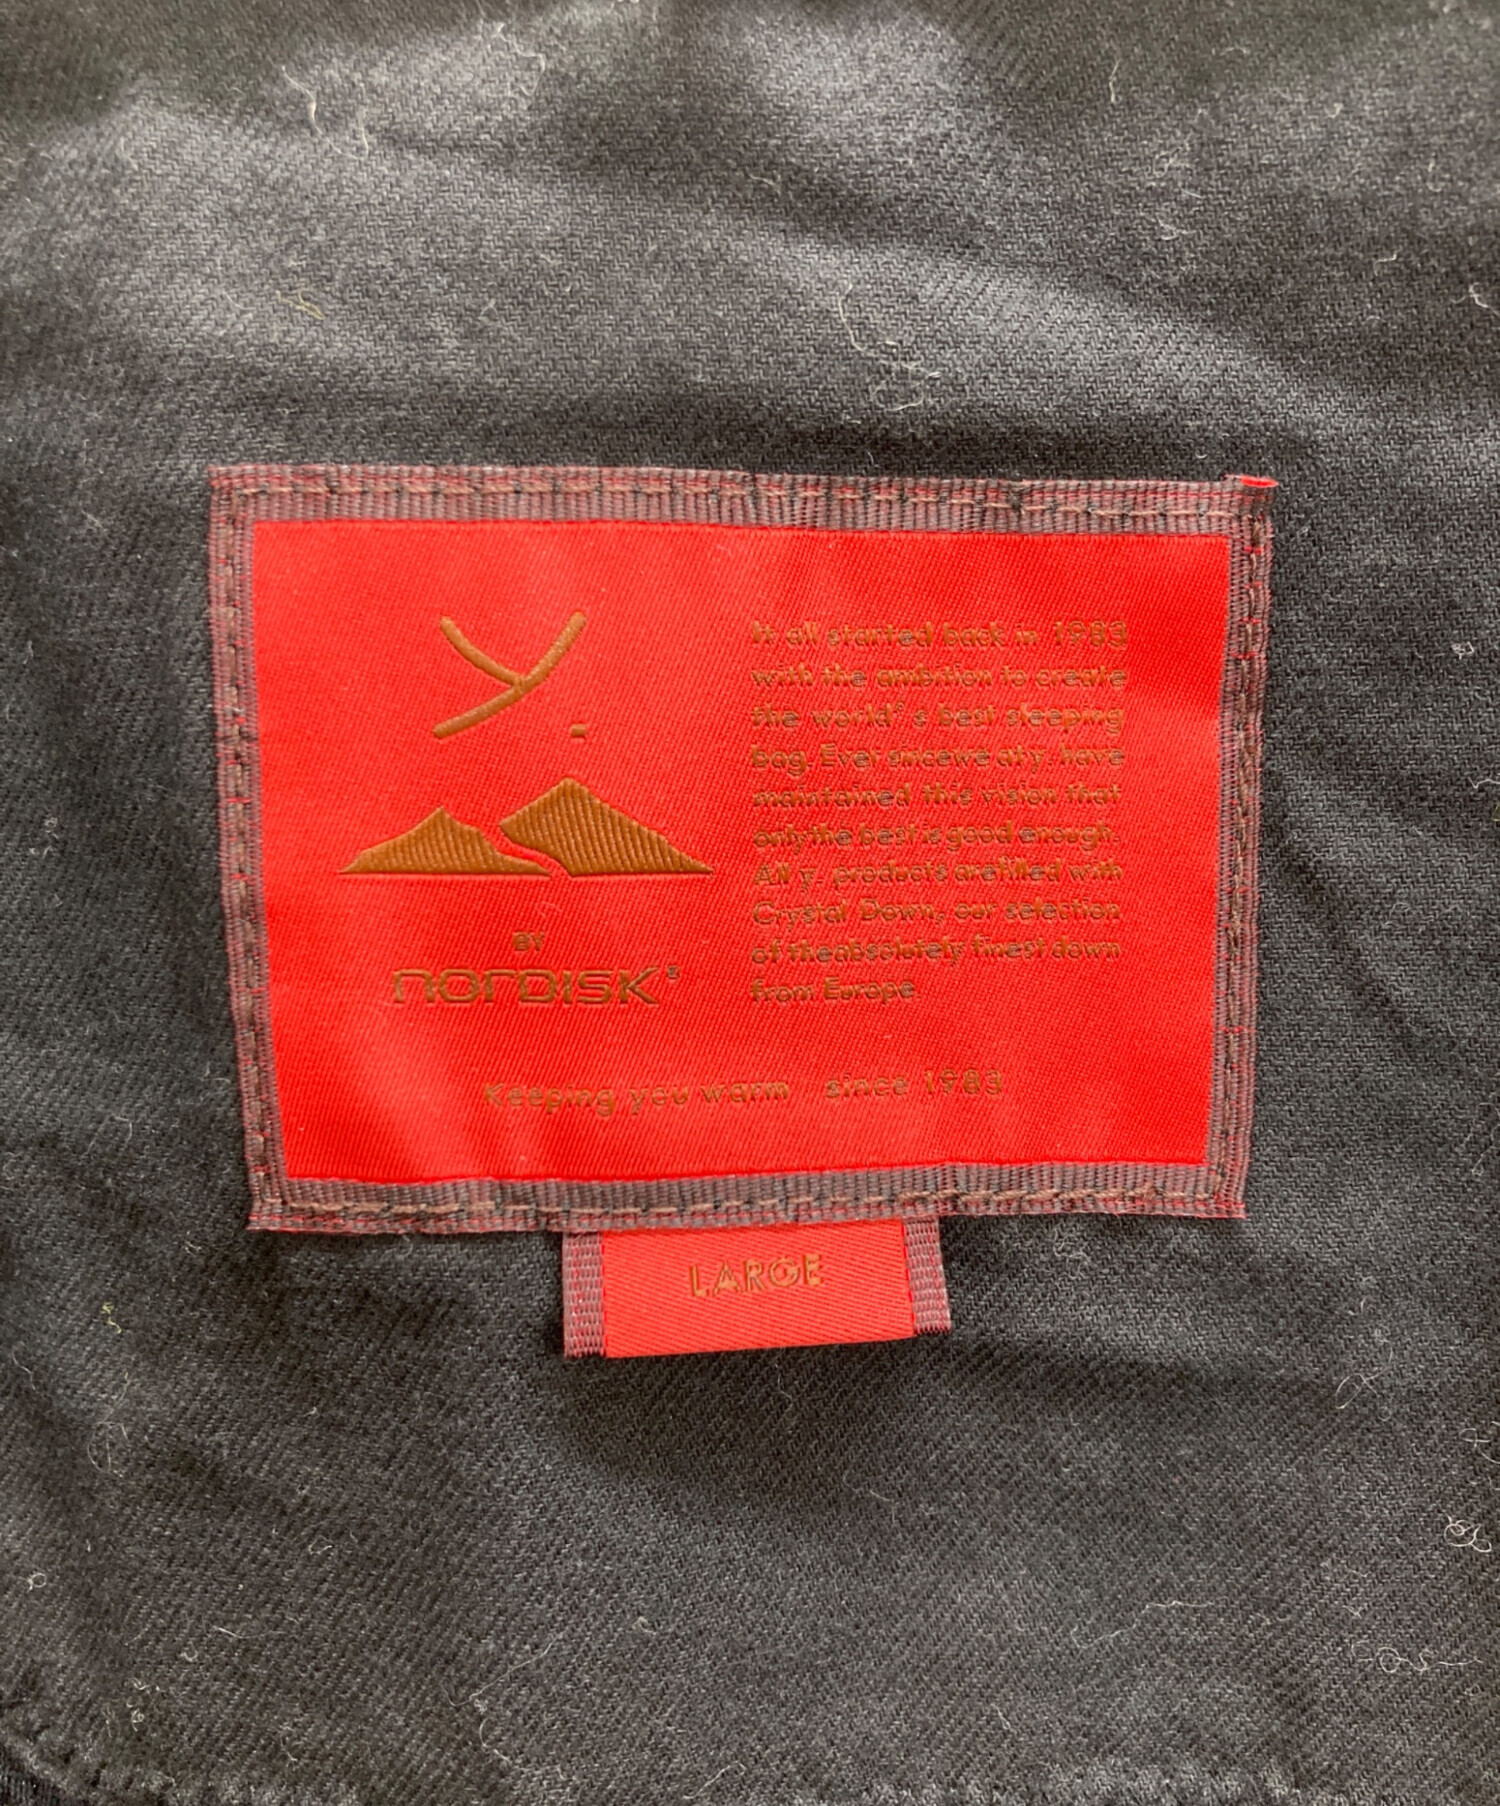 y.
BY
nordisk®
It all started back in 1983
with the ambition to create
the world's best sleeping
bag. Ever sincewe at y. have
maintained this vision that
only the best is good enough.
All y. products are filled with
Crystal Down, our selection
of the absolutely finest down
from Europe
Keeping you warm since 1983
LARGE